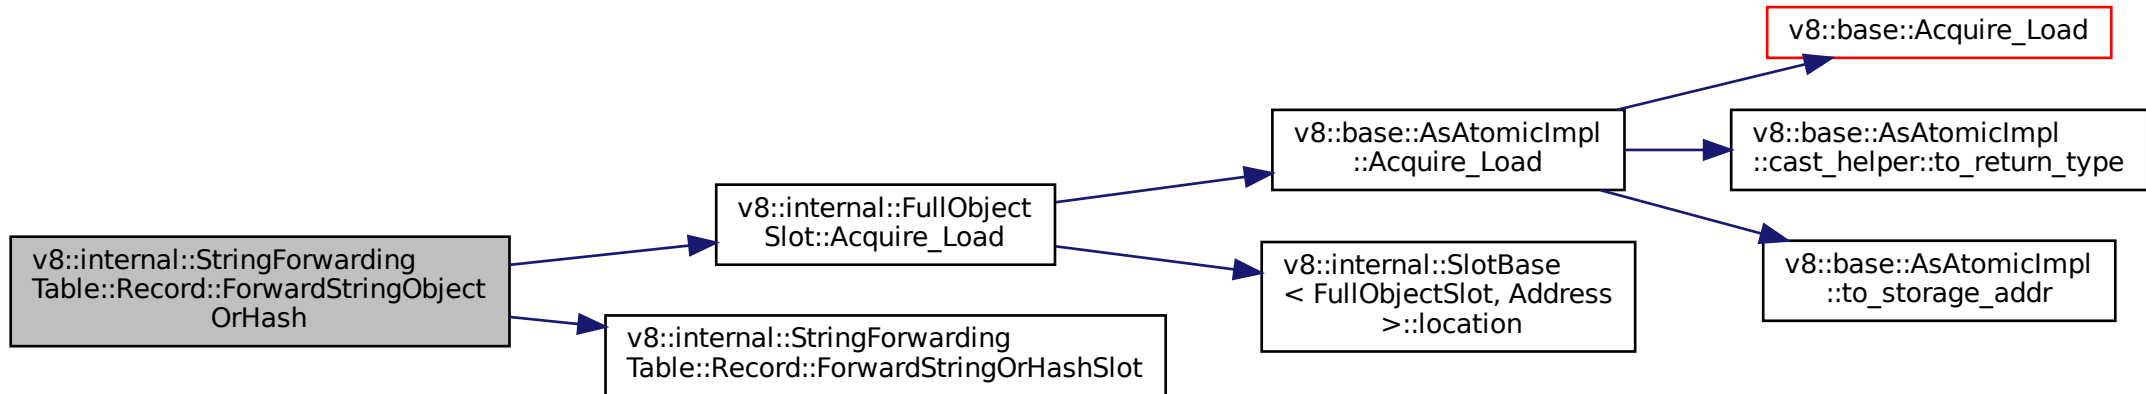 v8::internal::StringForwarding
Table::Record::ForwardStringObject
OrHash
v8::internal::FullObject
Slot::Acquire_Load
v8::internal::StringForwarding
Table::Record::ForwardStringOrHashSlot
v8::base::AsAtomicImpl
::Acquire_Load
v8::internal::SlotBase
< FullObjectSlot, Address
>::location
v8::base::Acquire_Load
v8::base::AsAtomicImpl
::cast_helper::to_return_type
v8::base::AsAtomicImpl
::to_storage_addr